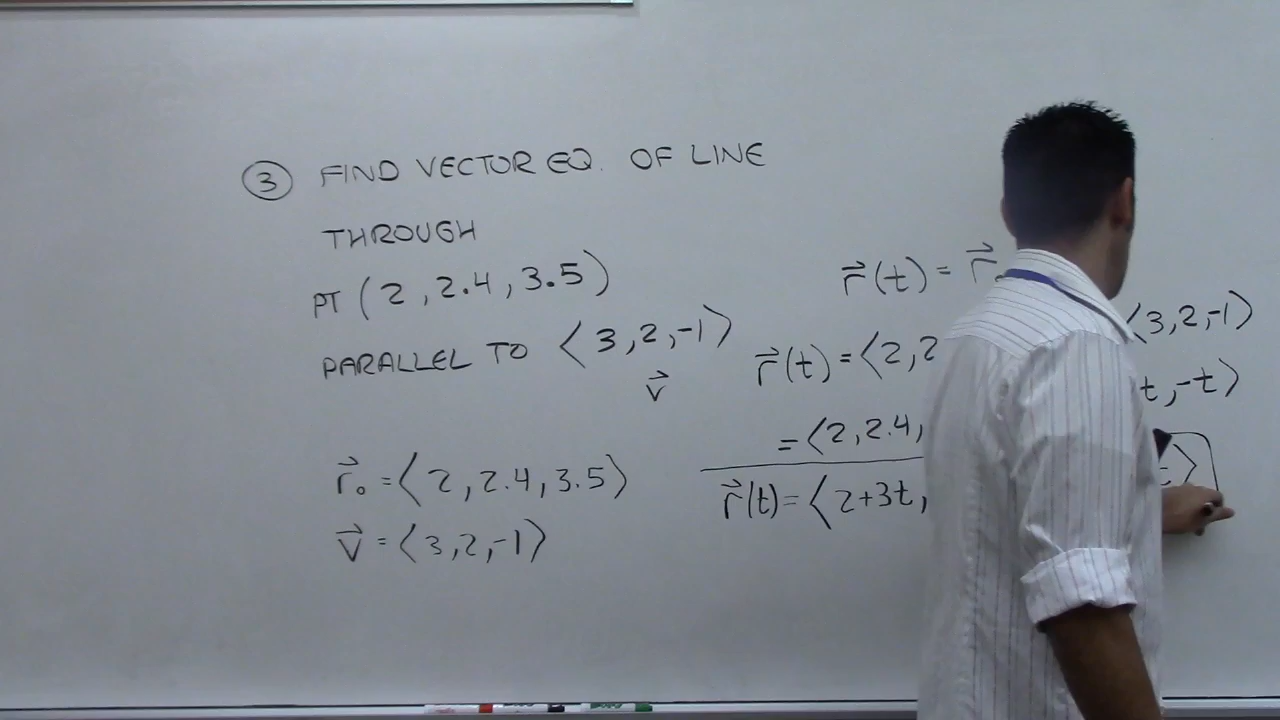 ③ FIND VECTOR EQ. OF LINE
THROUGH
PT (2, 2.4, 3.5)
PARALLEL TO ⟨3, 2, -1⟩
v⃗
r⃗₀ = ⟨2, 2.4, 3.5⟩
v⃗ = ⟨3, 2, -1⟩
r⃗(t) = r⃗
r⃗(t) = ⟨2, 2 ⟨3, 2, -1⟩
= ⟨2, 2.4, t, -t⟩
r⃗(t) = ⟨2+3t, ⟩